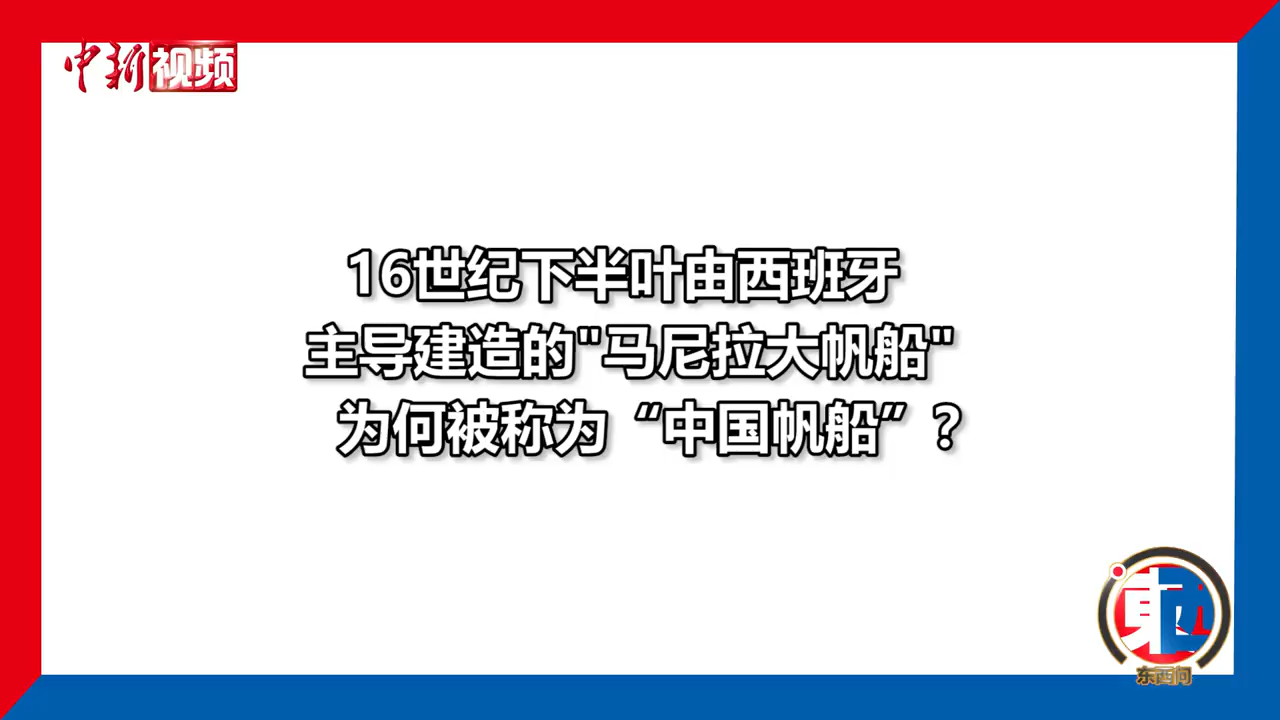 中新视频
16世纪下半叶由西班牙
主导建造的"马尼拉大帆船"
为何被称为“中国帆船”?
东西问